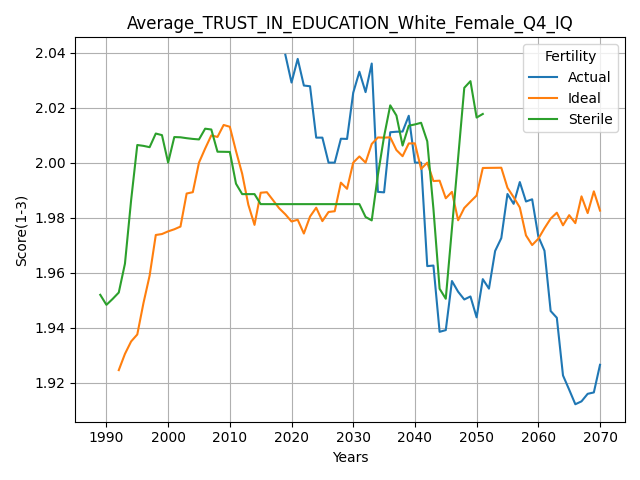 Average_TRUST_IN_EDUCATION_White_Female_Q4_IQ
Fertility
Actual
Ideal
Sterile
Score(1-3)
2.04
2.02
2.00
1.98
1.96
1.94
1.92
1990 2000 2010 2020 2030 2040 2050 2060 2070
Years